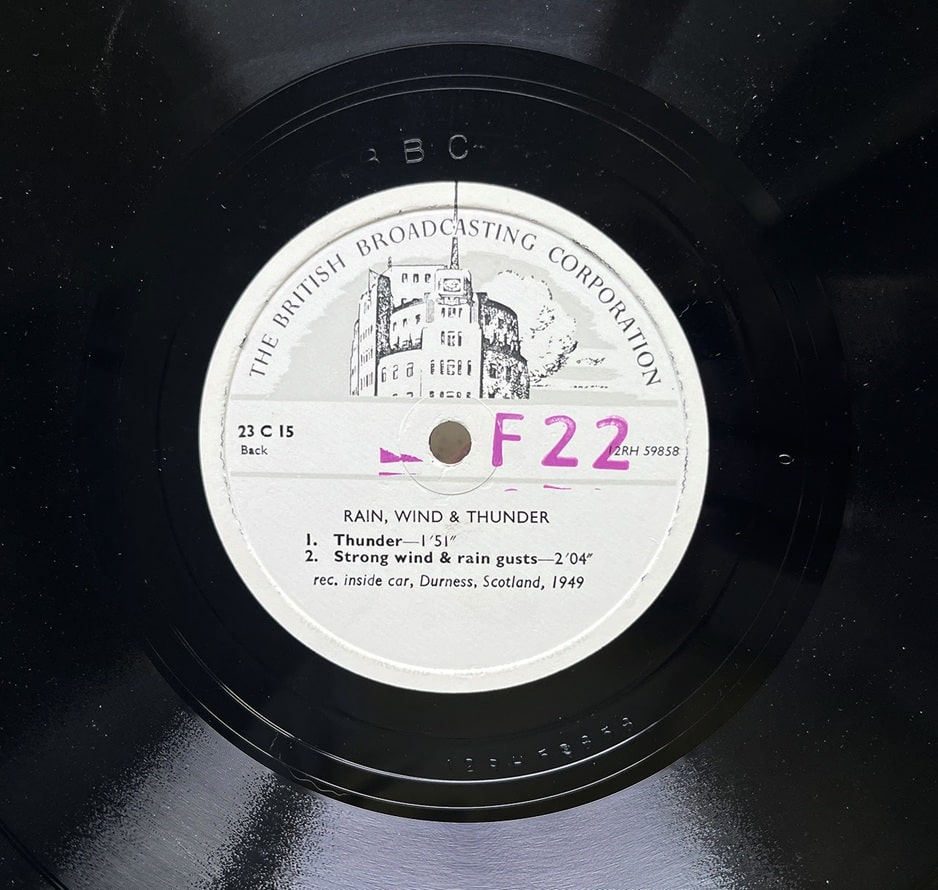 BBC
THE BRITISH BROADCASTING CORPORATION
23 C 15
Back
F22
12RH 59858
RAIN, WIND & THUNDER
1. Thunder—1′51″
2. Strong wind & rain gusts—2′04″
rec. inside car, Durness, Scotland, 1949